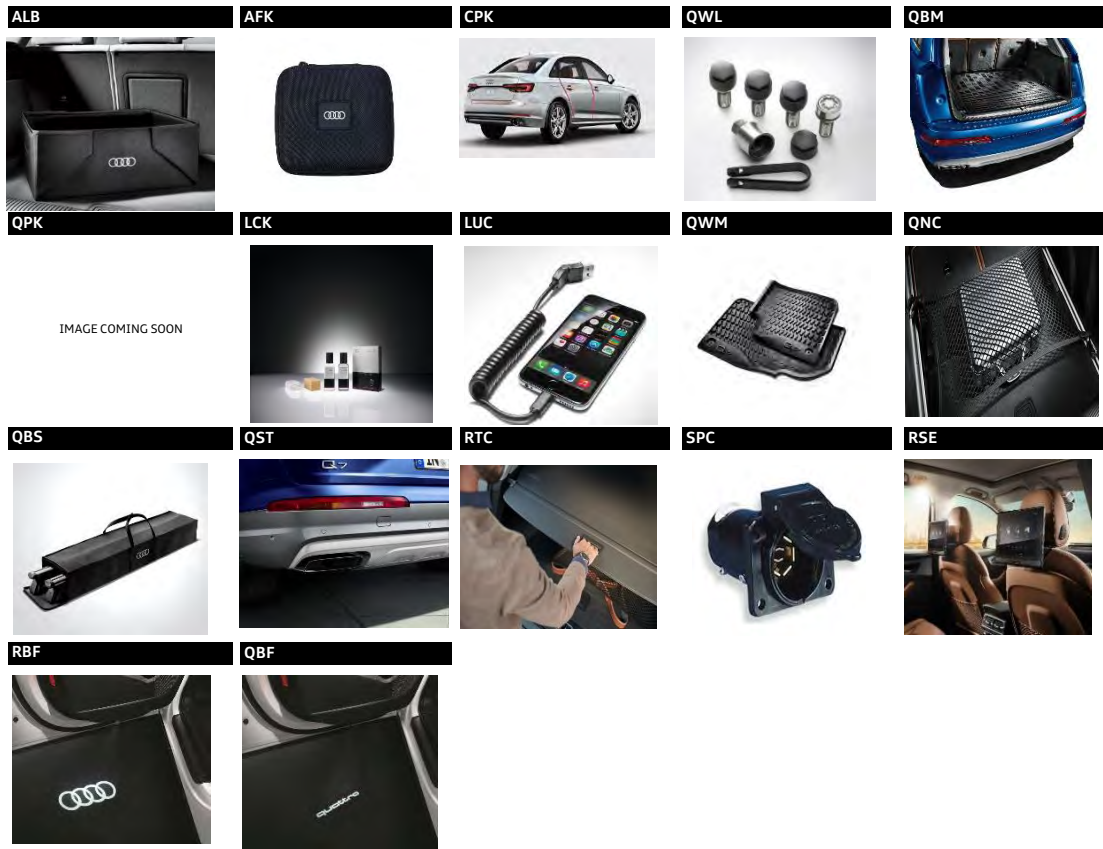 ALB
AFK
CPK
QWL
QBM
QPK
LCK
LUC
QWM
QNC
IMAGE COMING SOON
QBS
QST
RTC
SPC
RSE
Q7
RBF
QBF
quattro